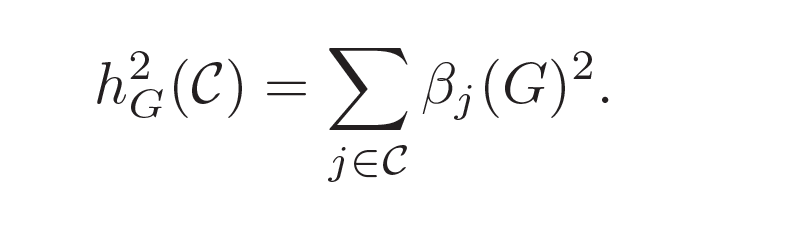 $h_G^2(\mathcal{C}) = \sum_{j \in \mathcal{C}} \beta_j(G)^2.$